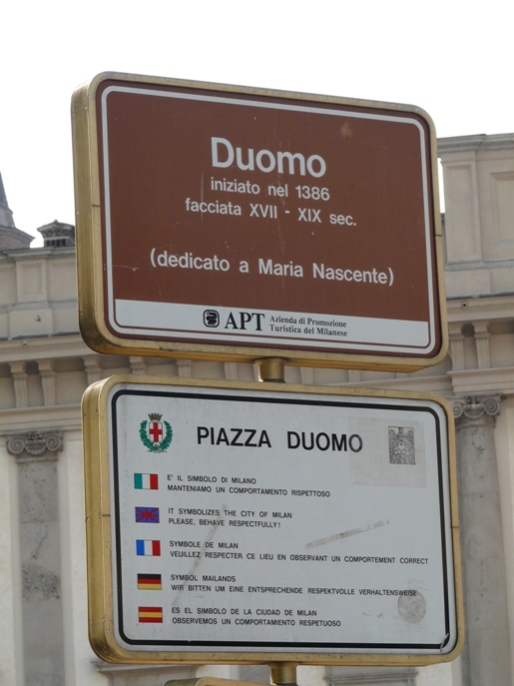 Duomo
iniziato nel 1386
facciata XVII - XIX sec.
(dedicato a Maria Nascente)
APT Azienda di Promozione
Turistica del Milanese
PIAZZA DUOMO
E' IL SIMBOLO DI MILANO
MANTENIAMO UN COMPORTAMENTO RISPETTOSO
IT SYMBOLIZES THE CITY OF MILAN
PLEASE, BEHAVE RESPECTFULLY!
SYMBOLE DE MILAN
VEUILLEZ RESPECTER CE LIEU EN OBSERVANT UN COMPORTEMENT CORRECT
SYMBOL MAILANDS
WIR BITTEN UM EINE ENTSPRECHENDE RESPEKTVOLLE VERHALTENSWEISE
ES EL SIMBOLO DE LA CIUDAD DE MILAN
OBSERVEMOS UN COMPORTAMIENTO RESPETUOSO